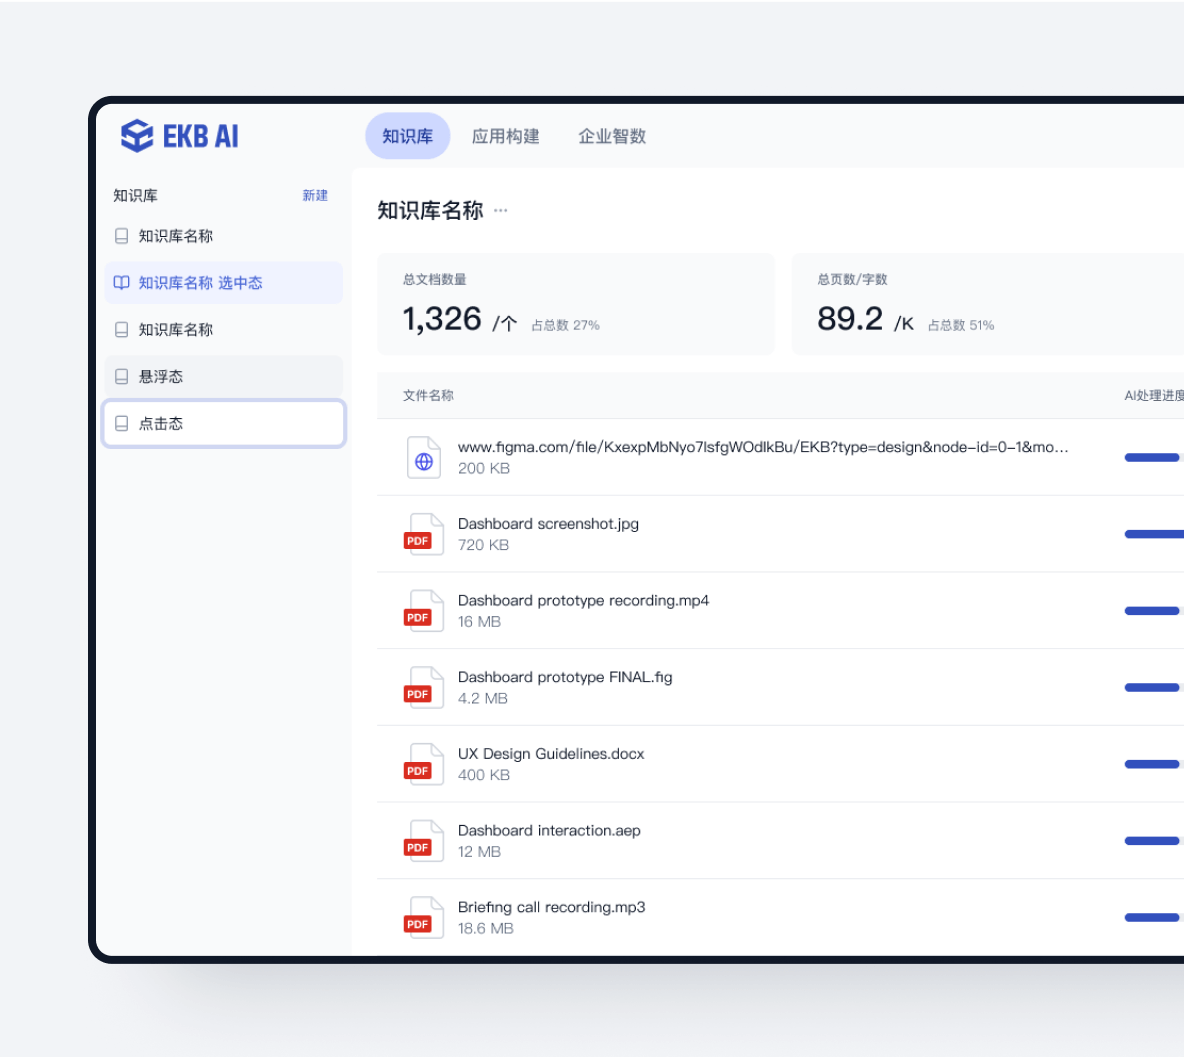 EKB AI
知识库 应用构建 企业智数
知识库 新建
知识库名称
知识库名称 选中态
知识库名称
悬浮态
点击态
知识库名称 ···
总文档数量
1,326 /个 占总数 27%
总页数/字数
89.2 /K 占总数 51%
文件名称 AI处理进度
www.figma.com/file/KxexpMbNyo7lsfgWOdlkBu/EKB?type=design&node-id=0-1&mo...
200 KB
PDF Dashboard screenshot.jpg
720 KB
PDF Dashboard prototype recording.mp4
16 MB
PDF Dashboard prototype FINAL.fig
4.2 MB
PDF UX Design Guidelines.docx
400 KB
PDF Dashboard interaction.aep
12 MB
PDF Briefing call recording.mp3
18.6 MB